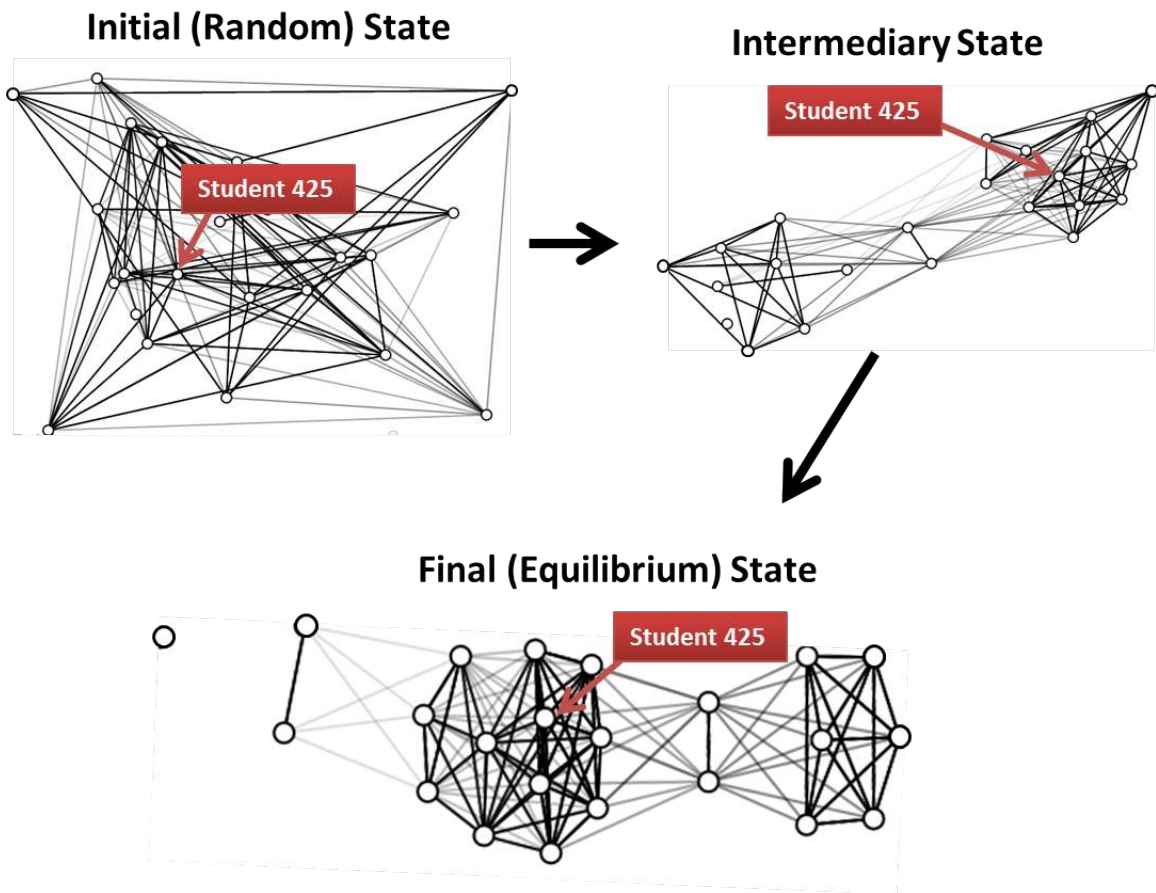 Initial (Random) State
Intermediary State
Student 425
Student 425
Final (Equilibrium) State
Student 425